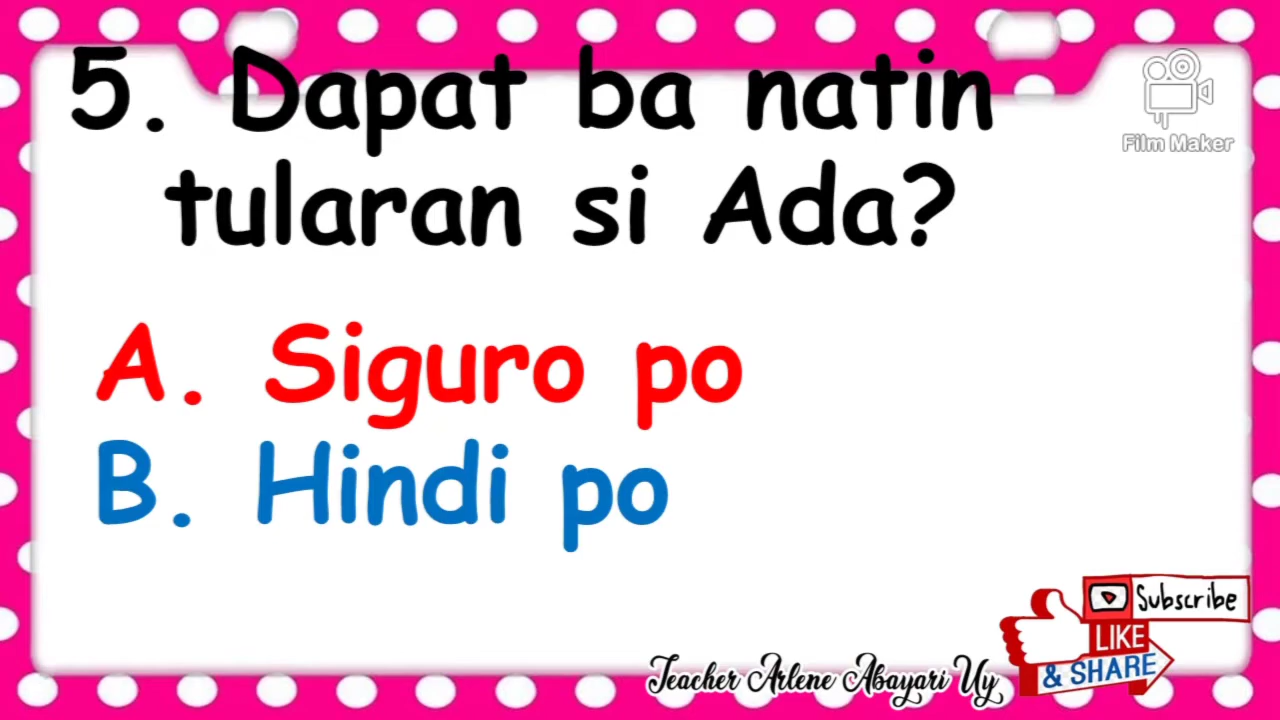 5. Dapat ba natin
tularan si Ada?
Film Maker
A. Siguro po
B. Hindi po
Subscribe
LIKE
& SHARE
Teacher Arlene Abayari Uy